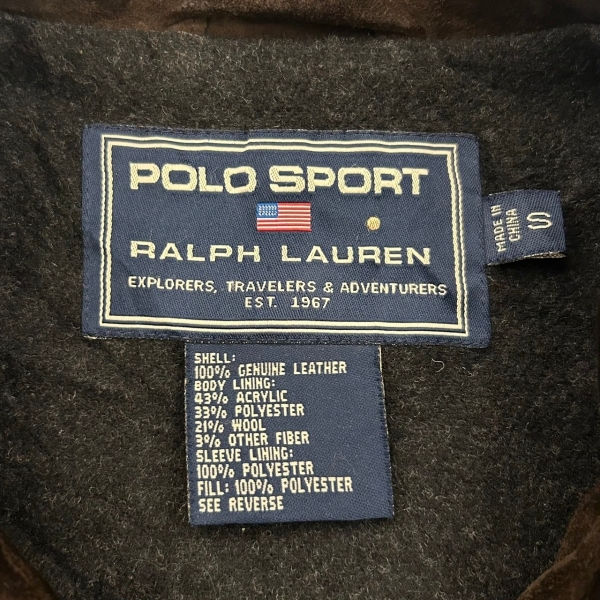 POLO SPORT
RALPH LAUREN
EXPLORERS, TRAVELERS & ADVENTURERS
EST. 1967
MADE IN
CHINA
S
SHELL:
100% GENUINE LEATHER
BODY LINING:
43% ACRYLIC
33% POLYESTER
21% WOOL
3% OTHER FIBER
SLEEVE LINING:
100% POLYESTER
FILL: 100% POLYESTER
SEE REVERSE